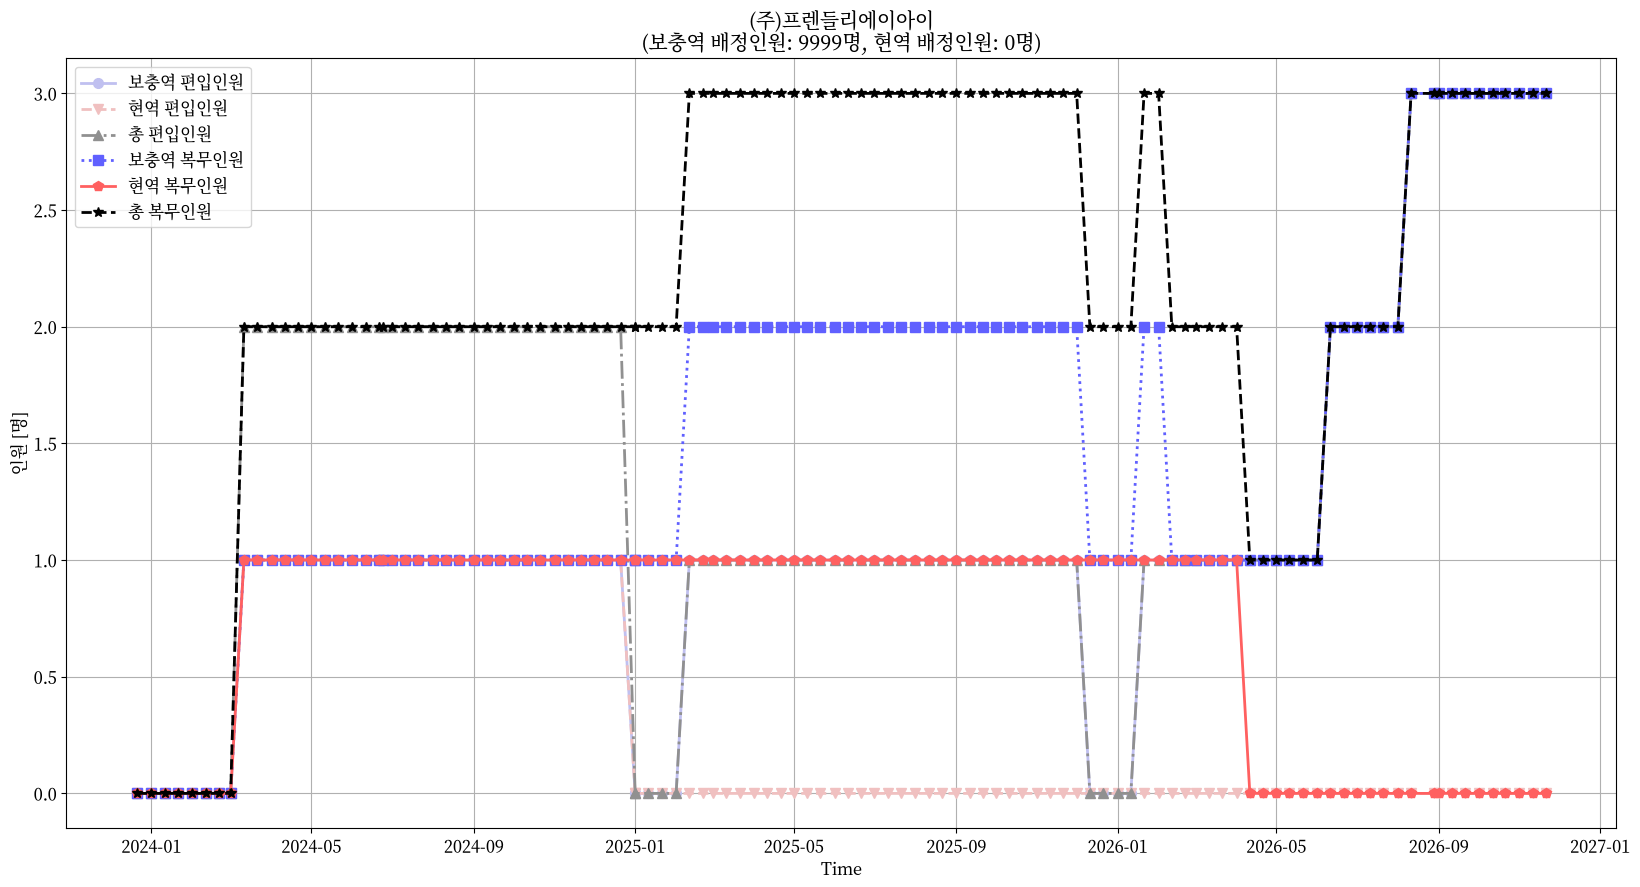 (주)프렌들리에이아이
(보충역 배정인원: 9999명, 현역 배정인원: 0명)
보충역 편입인원
현역 편입인원
총 편입인원
보충역 복무인원
현역 복무인원
총 복무인원
인원 [명]
3.0
2.5
2.0
1.5
1.0
0.5
0.0
2024-01
2024-05
2024-09
2025-01
2025-05
2025-09
2026-01
2026-05
2026-09
2027-01
Time